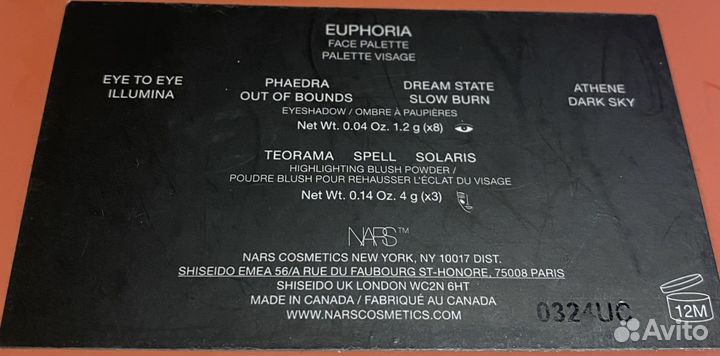 EUPHORIA
FACE PALETTE
PALETTE VISAGE
EYE TO EYE PHAEDRA DREAM STATE ATHENE
ILLUMINA OUT OF BOUNDS SLOW BURN DARK SKY
EYESHADOW / OMBRE À PAUPIÈRES
Net Wt. 0.04 Oz. 1.2 g (x8)
TEORAMA SPELL SOLARIS
HIGHLIGHTING BLUSH POWDER /
POUDRE BLUSH POUR REHAUSSER L'ÉCLAT DU VISAGE
Net Wt. 0.14 Oz. 4 g (x3)
NARS™
NARS COSMETICS NEW YORK, NY 10017 DIST.
SHISEIDO EMEA 56/A RUE DU FAUBOURG ST-HONORE, 75008 PARIS
SHISEIDO UK LONDON WC2N 6HT
MADE IN CANADA / FABRIQUÉ AU CANADA
WWW.NARSCOSMETICS.COM
0324UC
12M
Avito